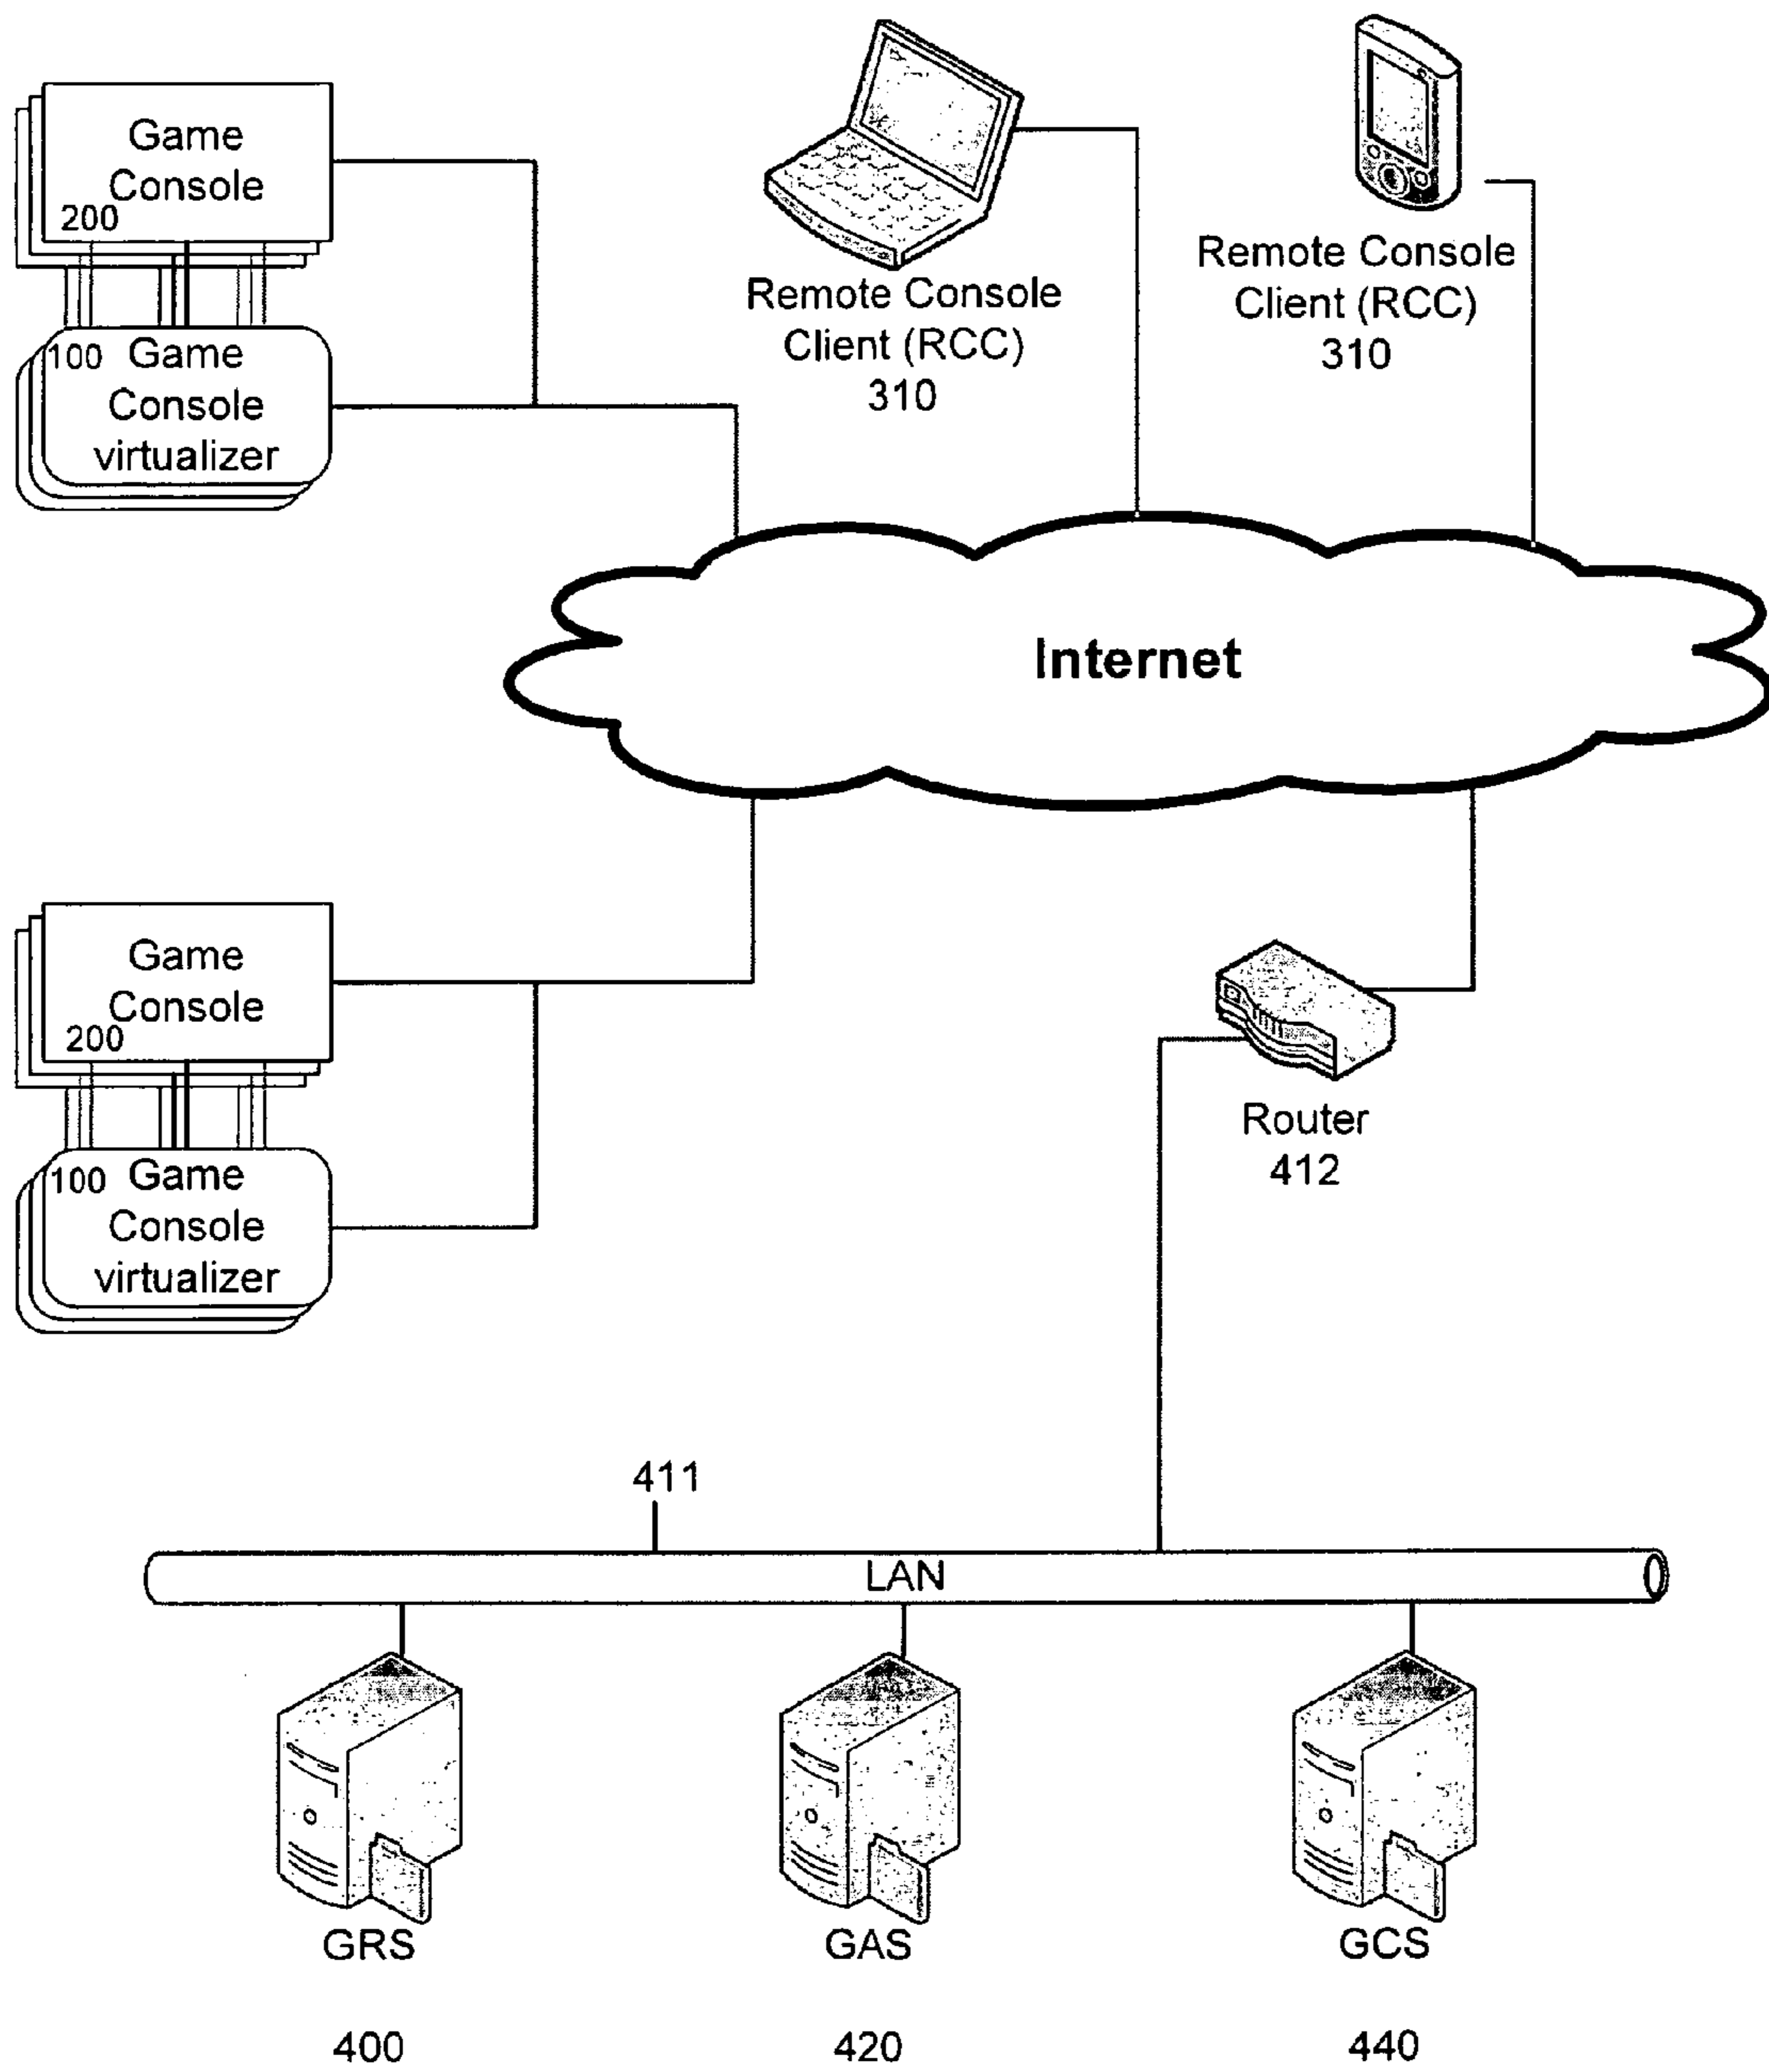 Game
Console
200
100 Game
Console
virtualizer
Remote Console
Client (RCC)
310
Remote Console
Client (RCC)
310
Internet
Game
Console
200
100 Game
Console
virtualizer
Router
412
411
LAN
GRS
GAS
GCS
400
420
440